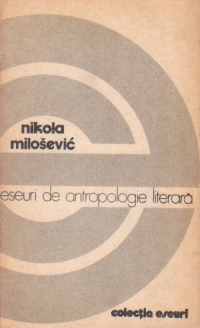 nikola
milošević
eseuri de antropologie literară
colecția eseuri